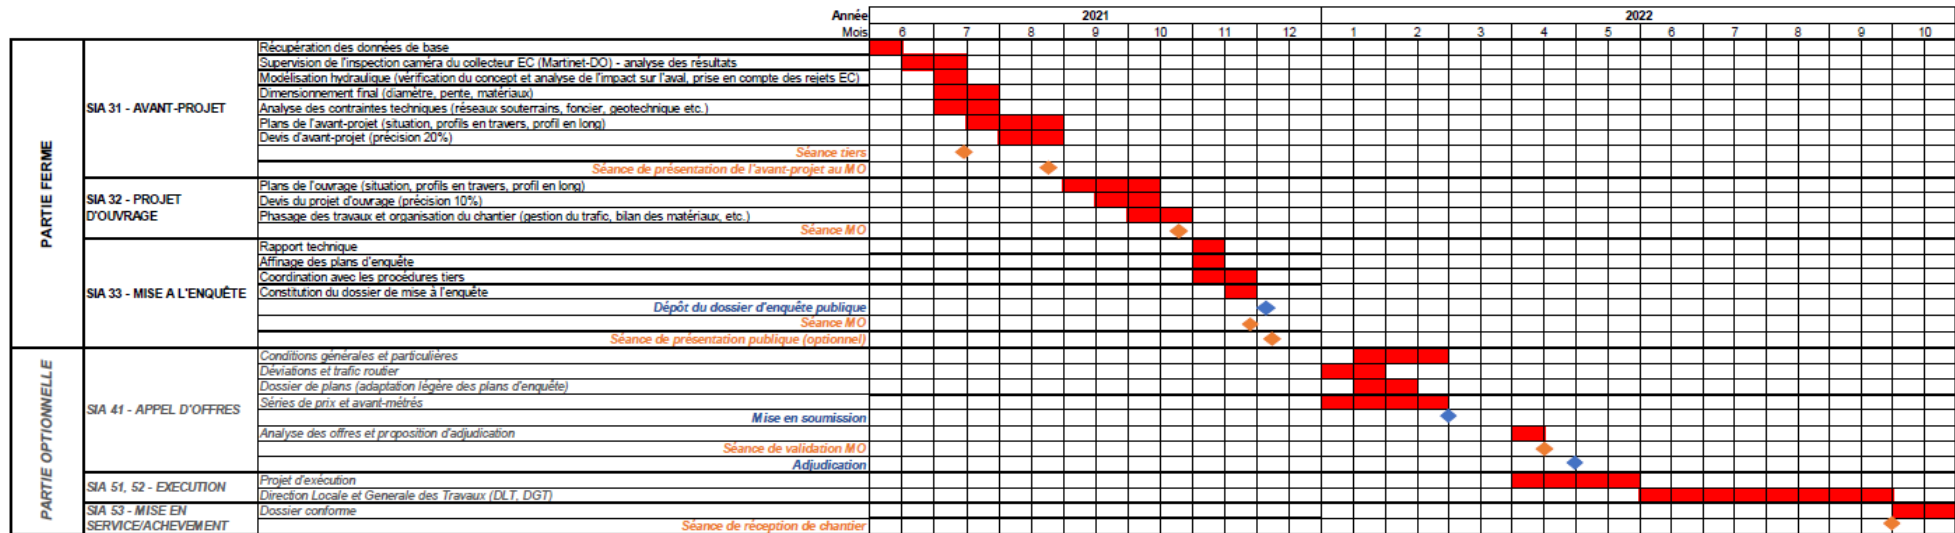 Année 2021 2022
Mois 6 7 8 9 10 11 12 1 2 3 4 5 6 7 8 9 10
PARTIE FERME
SIA 31 - AVANT-PROJET
Récupération des données de base
Supervision de l'inspection caméra du collecteur EC (Martinet-DO) - analyse des résultats
Modélisation hydraulique (vérification du concept et analyse de l'impact sur l'aval, prise en compte des rejets EC)
Dimensionnement final (diamètre, pente, matériaux)
Analyse des contraintes techniques (réseaux souterrains, foncier, geotechnique etc.)
Plans de l'avant-projet (situation, profils en travers, profil en long)
Devis d'avant-projet (précision 20%)
Séance tiers
Séance de présentation de l'avant-projet au MO
SIA 32 - PROJET
D'OUVRAGE
Plans de l'ouvrage (situation, profils en travers, profil en long)
Devis du projet d'ouvrage (précision 10%)
Phasage des travaux et organisation du chantier (gestion du trafic, bilan des matériaux, etc.)
Séance MO
SIA 33 - MISE A L'ENQUÊTE
Rapport technique
Affinage des plans d'enquête
Coordination avec les procédures tiers
Constitution du dossier de mise à l'enquête
Dépôt du dossier d'enquête publique
Séance MO
Séance de présentation publique (optionnel)
PARTIE OPTIONNELLE
SIA 41 - APPEL D'OFFRES
Conditions générales et particulières
Déviations et trafic routier
Dossier de plans (adaptation légère des plans d'enquête)
Séries de prix et avant-métrés
Mise en soumission
Analyse des offres et proposition d'adjudication
Séance de validation MO
Adjudication
SIA 51, 52 - EXECUTION
Projet d'exécution
Direction Locale et Generale des Travaux (DLT, DGT)
SIA 53 - MISE EN
SERVICE/ACHEVEMENT
Dossier conforme
Séance de réception de chantier